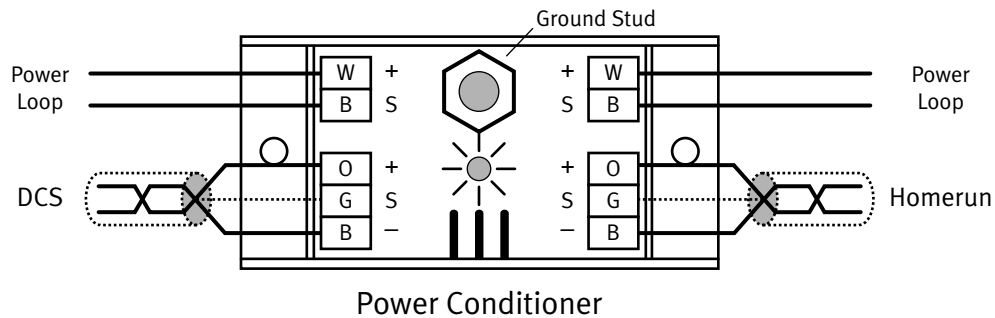 Ground Stud
Power
Loop
W +
B S
+ W
S B
Power
Loop
DCS
O +
G S
B –
+ O
S G
– B
Homerun
Power Conditioner